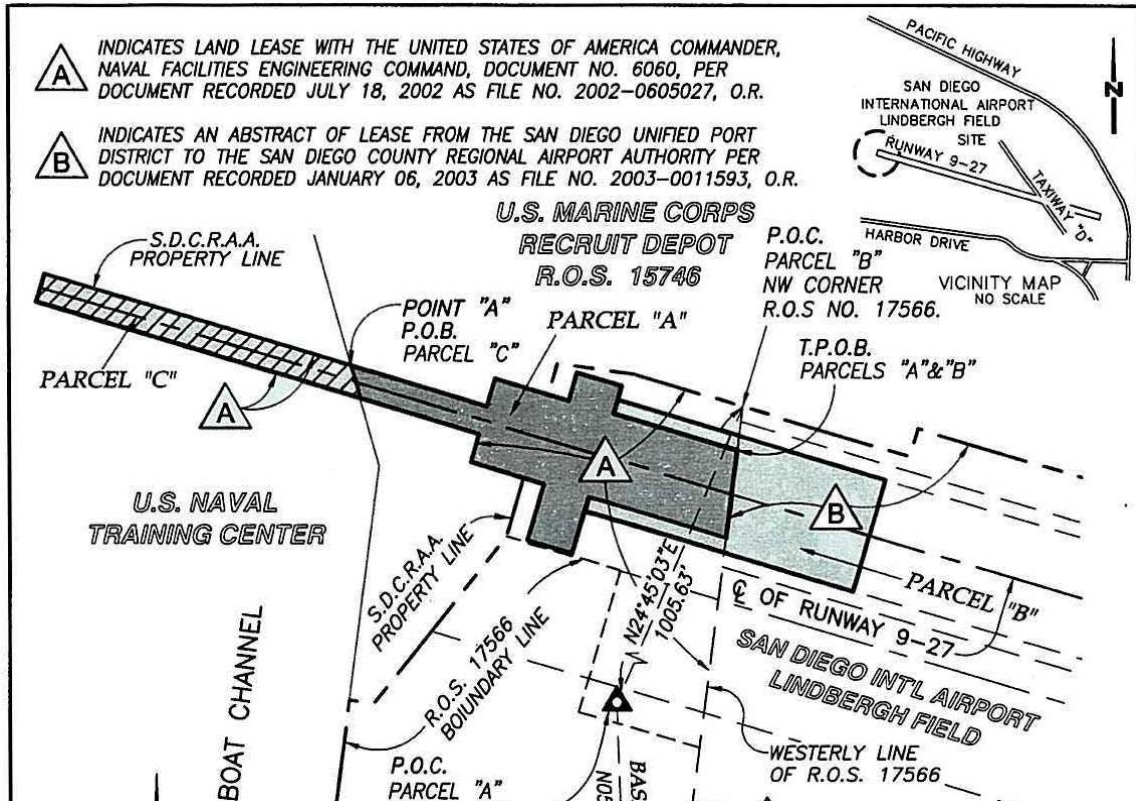 A
INDICATES LAND LEASE WITH THE UNITED STATES OF AMERICA COMMANDER,
NAVAL FACILITIES ENGINEERING COMMAND, DOCUMENT NO. 6060, PER
DOCUMENT RECORDED JULY 18, 2002 AS FILE NO. 2002-0605027, O.R.
B
INDICATES AN ABSTRACT OF LEASE FROM THE SAN DIEGO UNIFIED PORT
DISTRICT TO THE SAN DIEGO COUNTY REGIONAL AIRPORT AUTHORITY PER
DOCUMENT RECORDED JANUARY 06, 2003 AS FILE NO. 2003-0011593, O.R.
PACIFIC HIGHWAY
N
SAN DIEGO
INTERNATIONAL AIRPORT
LINDBERGH FIELD
SITE
RUNWAY 9-27
TAXIWAY "D"
HARBOR DRIVE
VICINITY MAP
NO SCALE
U.S. MARINE CORPS
RECRUIT DEPOT
R.O.S. 15746
P.O.C.
PARCEL "B"
NW CORNER
R.O.S NO. 17566.
S.D.C.R.A.A.
PROPERTY LINE
POINT "A"
P.O.B.
PARCEL "C"
PARCEL "A"
T.P.O.B.
PARCELS "A"&"B"
PARCEL "C"
A
A
B
U.S. NAVAL
TRAINING CENTER
S.D.C.R.A.A.
PROPERTY LINE
R.O.S. 17566
BOIUNDARY LINE
N24°45'03"E
1005.63'
PARCEL "B"
℄ OF RUNWAY 9-27
SAN DIEGO INT'L AIRPORT
LINDBERGH FIELD
WESTERLY LINE
OF R.O.S. 17566
BOAT CHANNEL
P.O.C.
PARCEL "A"
BAS
N05